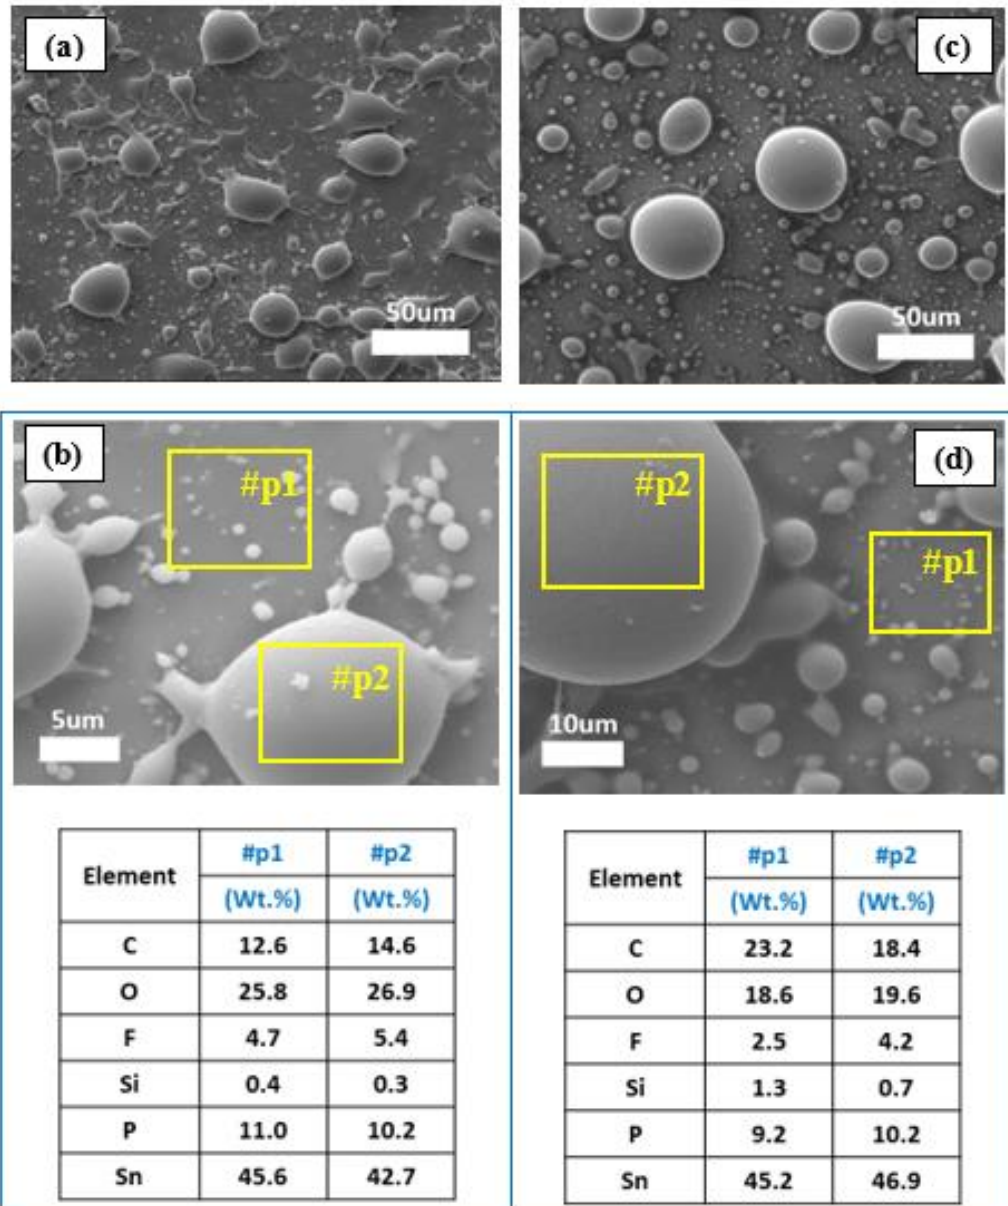 (a)
50um
(c)
50um
(b)
#p1
#p2
5um
(d)
#p2
#p1
10um
Element #p1 #p2
(Wt.%) (Wt.%)
C 12.6 14.6
O 25.8 26.9
F 4.7 5.4
Si 0.4 0.3
P 11.0 10.2
Sn 45.6 42.7
Element #p1 #p2
(Wt.%) (Wt.%)
C 23.2 18.4
O 18.6 19.6
F 2.5 4.2
Si 1.3 0.7
P 9.2 10.2
Sn 45.2 46.9